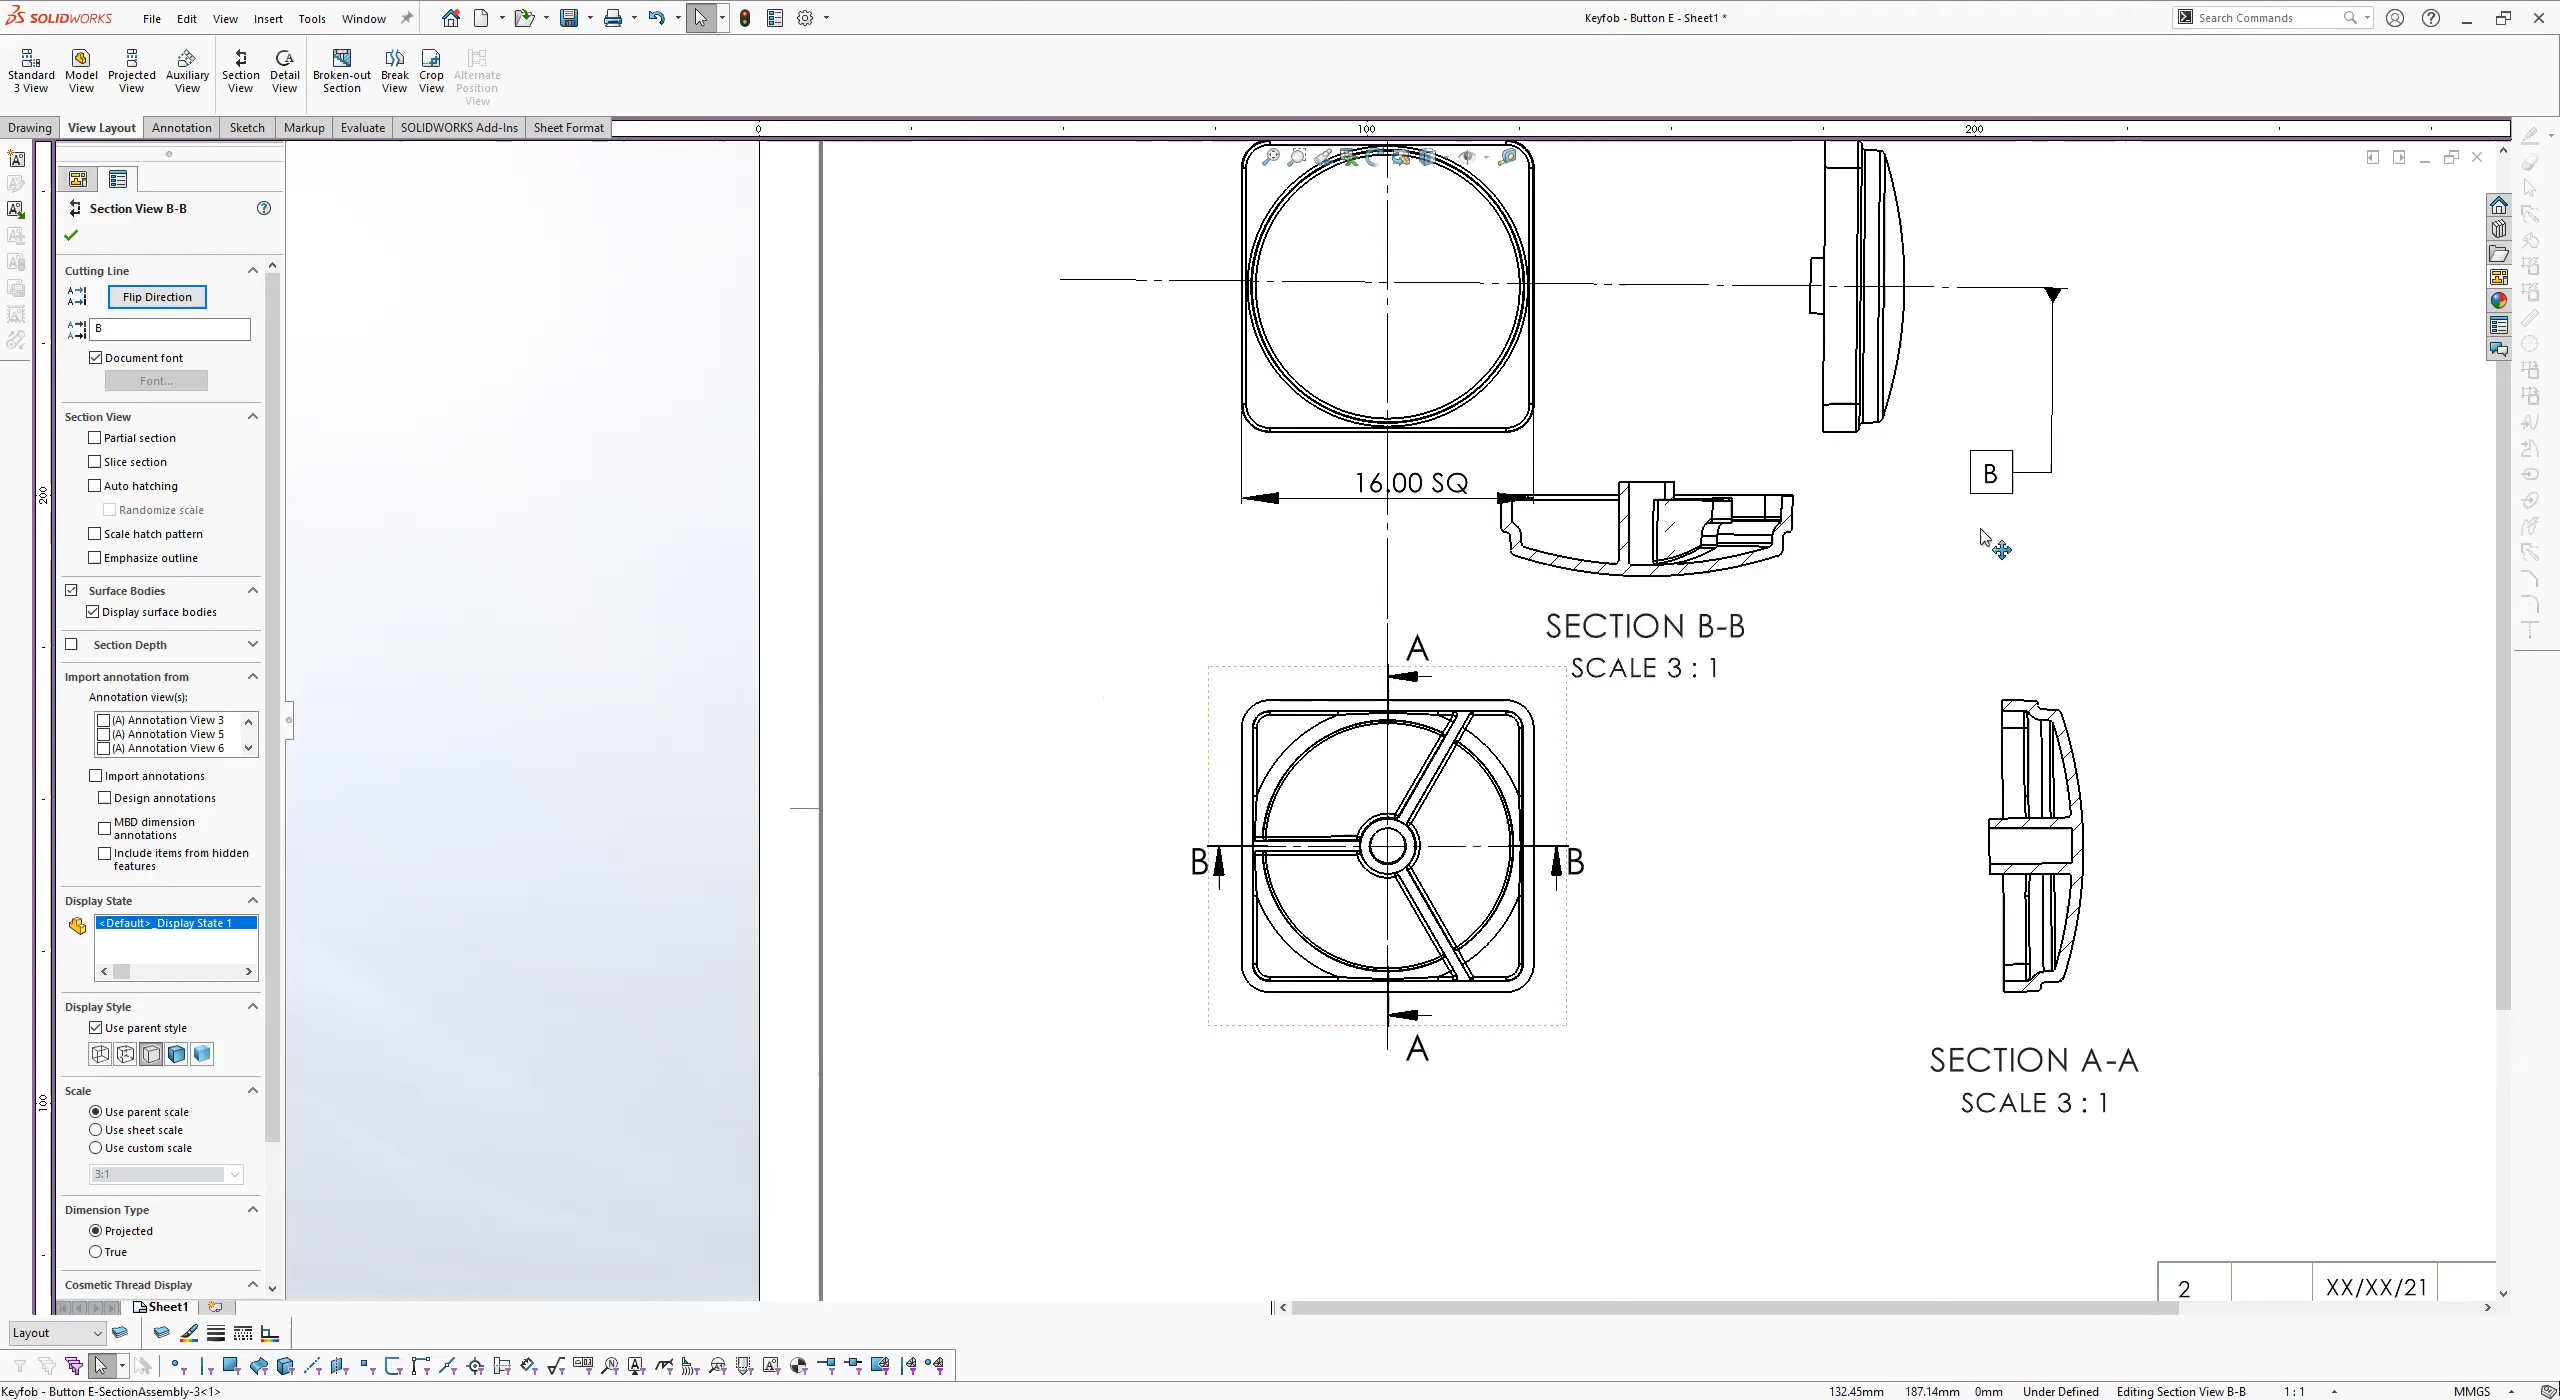 SOLIDWORKS
File Edit View Insert Tools Window
Keyfob - Button E - Sheet1 *
Search Commands
Standard 3 View
Model View
Projected View
Auxiliary View
Section View
Detail View
Broken-out Section
Break View
Crop View
Alternate Position View
Drawing View Layout Annotation Sketch Markup Evaluate SOLIDWORKS Add-Ins Sheet Format
0 100 200
Section View B-B
Cutting Line
Flip Direction
B
Document font
Font...
Section View
Partial section
Slice section
Auto hatching
Randomize scale
Scale hatch pattern
Emphasize outline
Surface Bodies
Display surface bodies
Section Depth
Import annotation from
Annotation view(s):
(A) Annotation View 3
(A) Annotation View 5
(A) Annotation View 6
Import annotations
Design annotations
MBD dimension
annotations
Include items from hidden
features
Display State
<Default>_Display State 1
Display Style
Use parent style
Scale
Use parent scale
Use sheet scale
Use custom scale
3:1
Dimension Type
Projected
True
Cosmetic Thread Display
200
100
16.00 SQ
B
SECTION B-B
SCALE 3 : 1
A
B B
A
SECTION A-A
SCALE 3 : 1
2 XX/XX/21
Sheet1
Layout
Keyfob - Button E-SectionAssembly-3<1>
132.45mm 187.14mm 0mm Under Defined Editing Section View B-B 1 : 1 MMGS